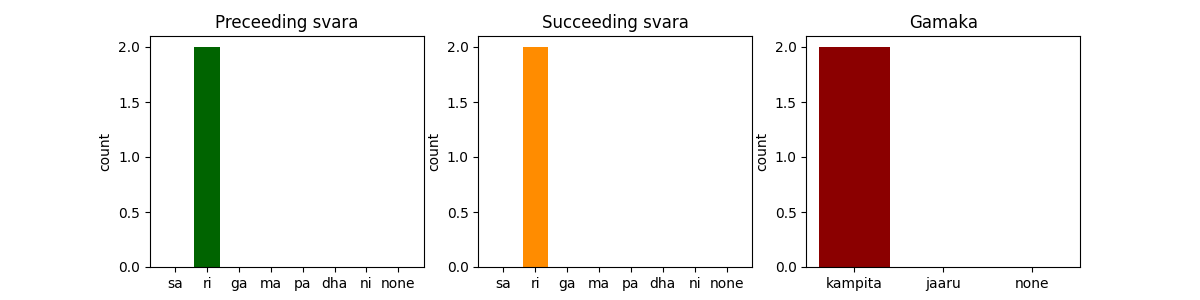 Preceeding svara Succeeding svara Gamaka
2.0 2.0 2.0
1.5 1.5 1.5
count count count
1.0 1.0 1.0
0.5 0.5 0.5
0.0 0.0 0.0
sa ri ga ma pa dha ni none sa ri ga ma pa dha ni none kampita jaaru none